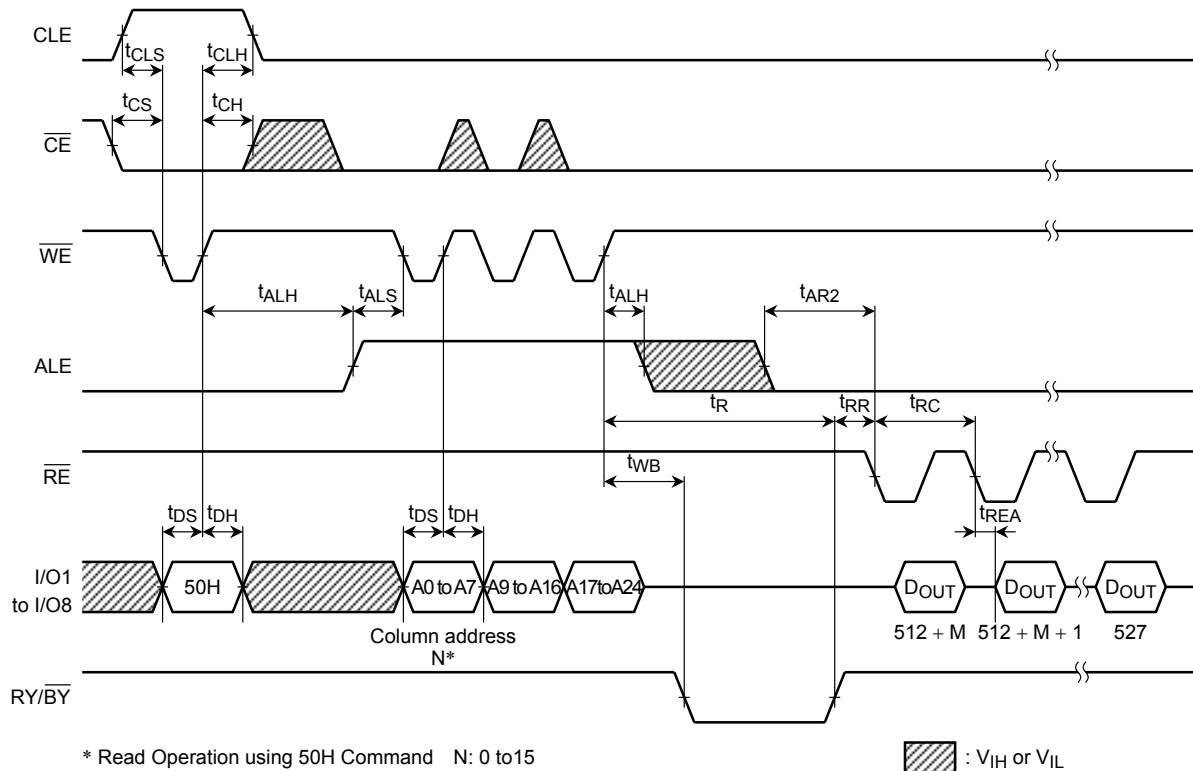 CLE
tCLS
tCLH
tCS
tCH
CE
WE
tALH
tALS
tALH
tAR2
ALE
tR
tRR
tRC
RE
tWB
tDS
tDH
tDS
tDH
tREA
I/O1
to I/O8
50H
A0 to A7
A9 to A16
A17 to A24
DOUT
DOUT
DOUT
512 + M
512 + M + 1
527
Column address
N*
RY/BY
* Read Operation using 50H Command N: 0 to15
: VIH or VIL